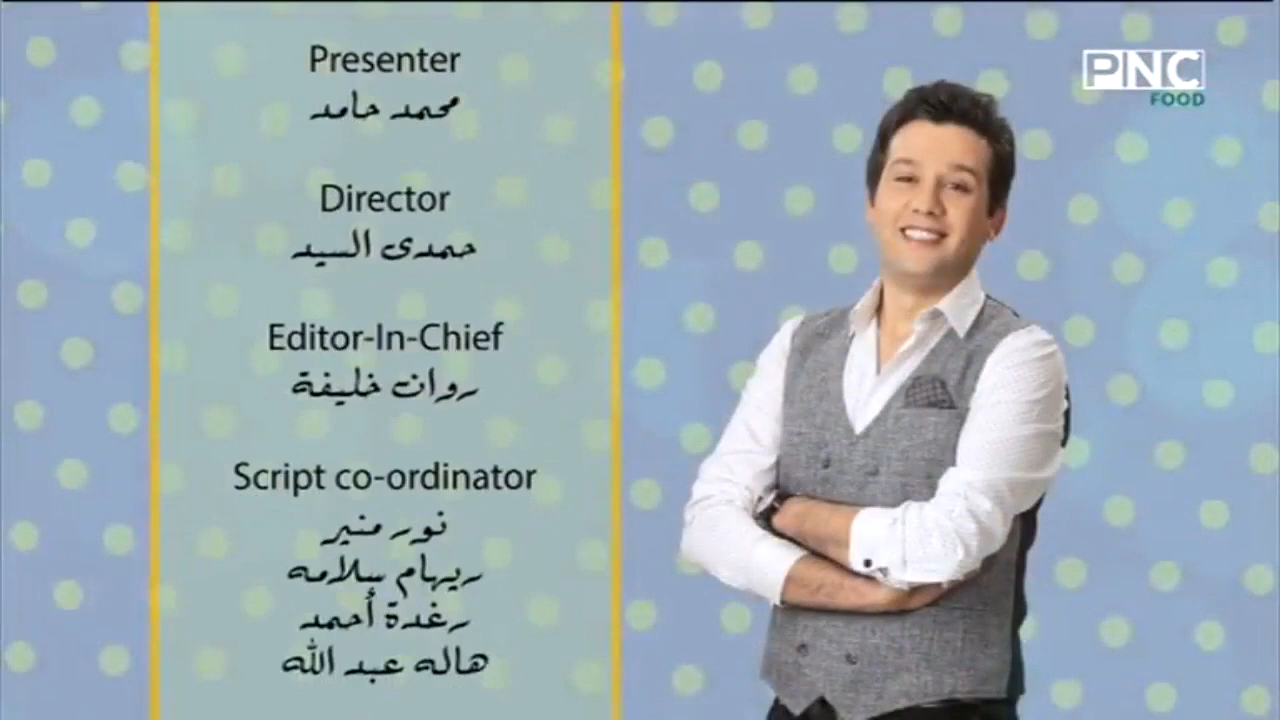 Presenter
محمد حامد
Director
حمدى السيد
Editor-In-Chief
روان خليفة
Script co-ordinator
نور منير
ريهام سلامه
رغدة أحمد
هاله عبد الله
PNC
FOOD